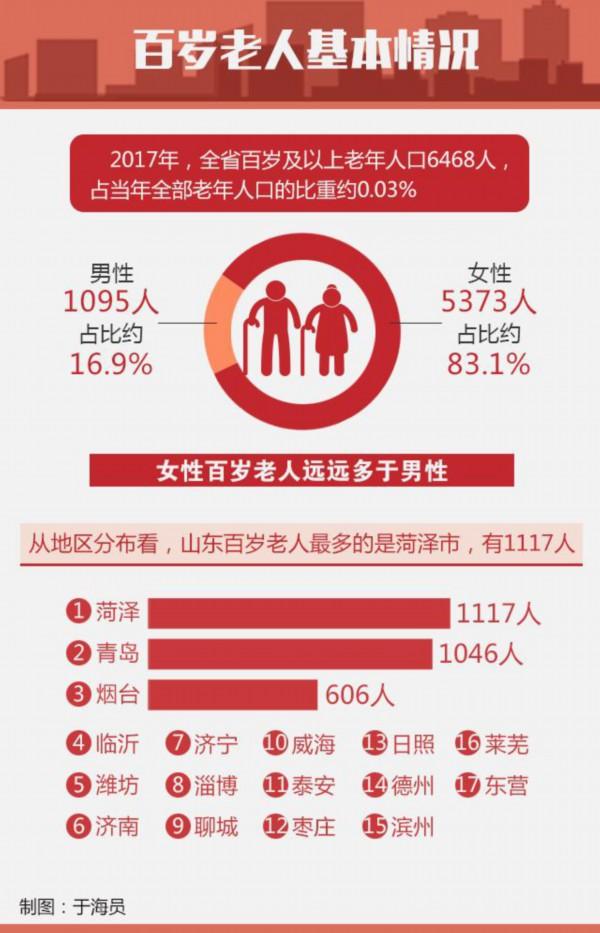 百岁老人基本情况
2017年，全省百岁及以上老年人口6468人，
占当年全部老年人口的比重约0.03%
男性
1095人
占比约
16.9%
女性
5373人
占比约
83.1%
女性百岁老人远远多于男性
从地区分布看，山东百岁老人最多的是菏泽市，有1117人
1 菏泽 1117人
2 青岛 1046人
3 烟台 606人
4 临沂 7 济宁 10 威海 13 日照 16 莱芜
5 潍坊 8 淄博 11 泰安 14 德州 17 东营
6 济南 9 聊城 12 枣庄 15 滨州
制图：于海员